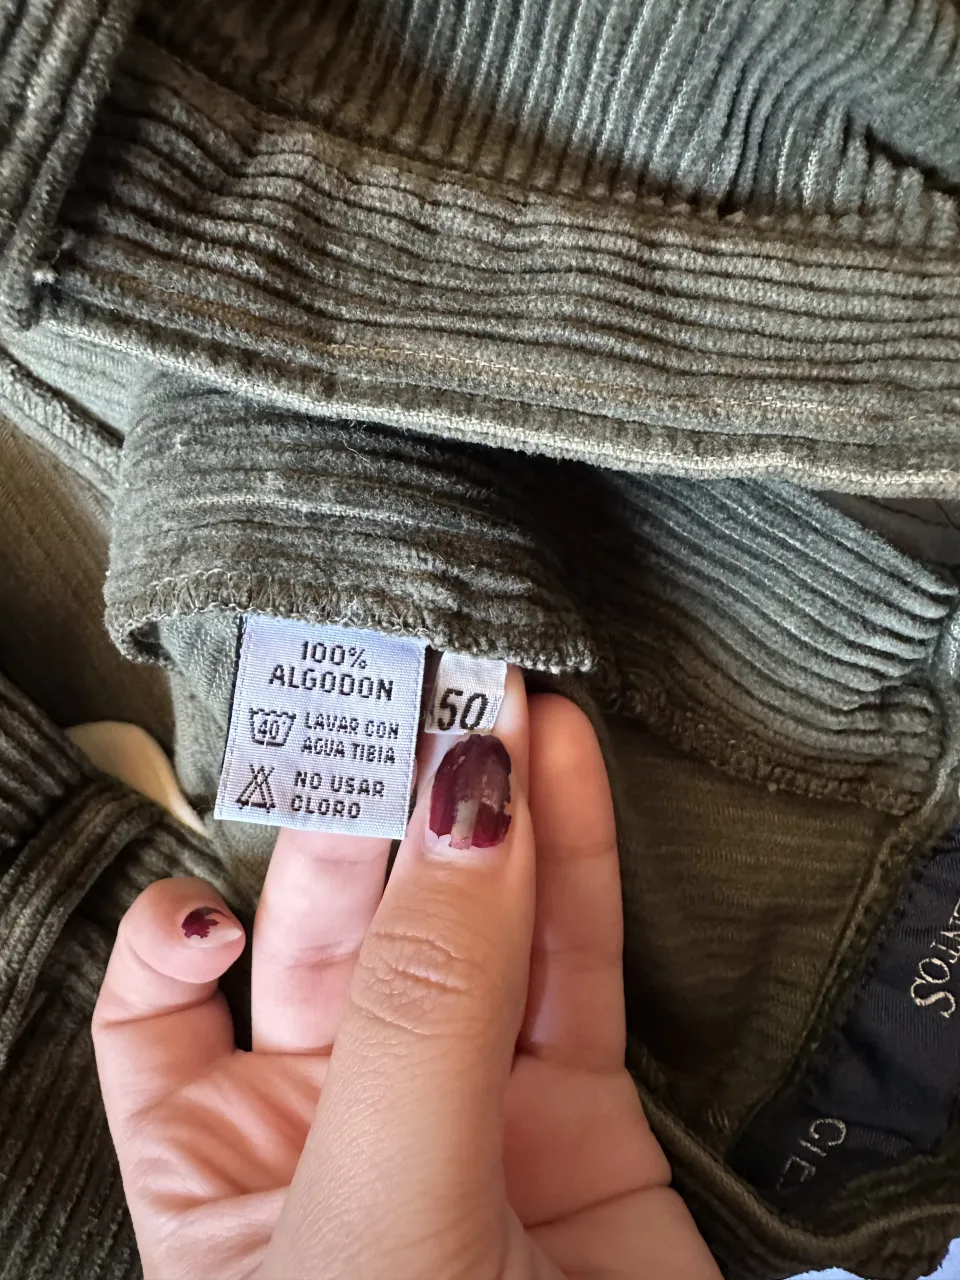 100%
ALGODON
40°
LAVAR CON
AGUA TIBIA
NO USAR
CLORO
50